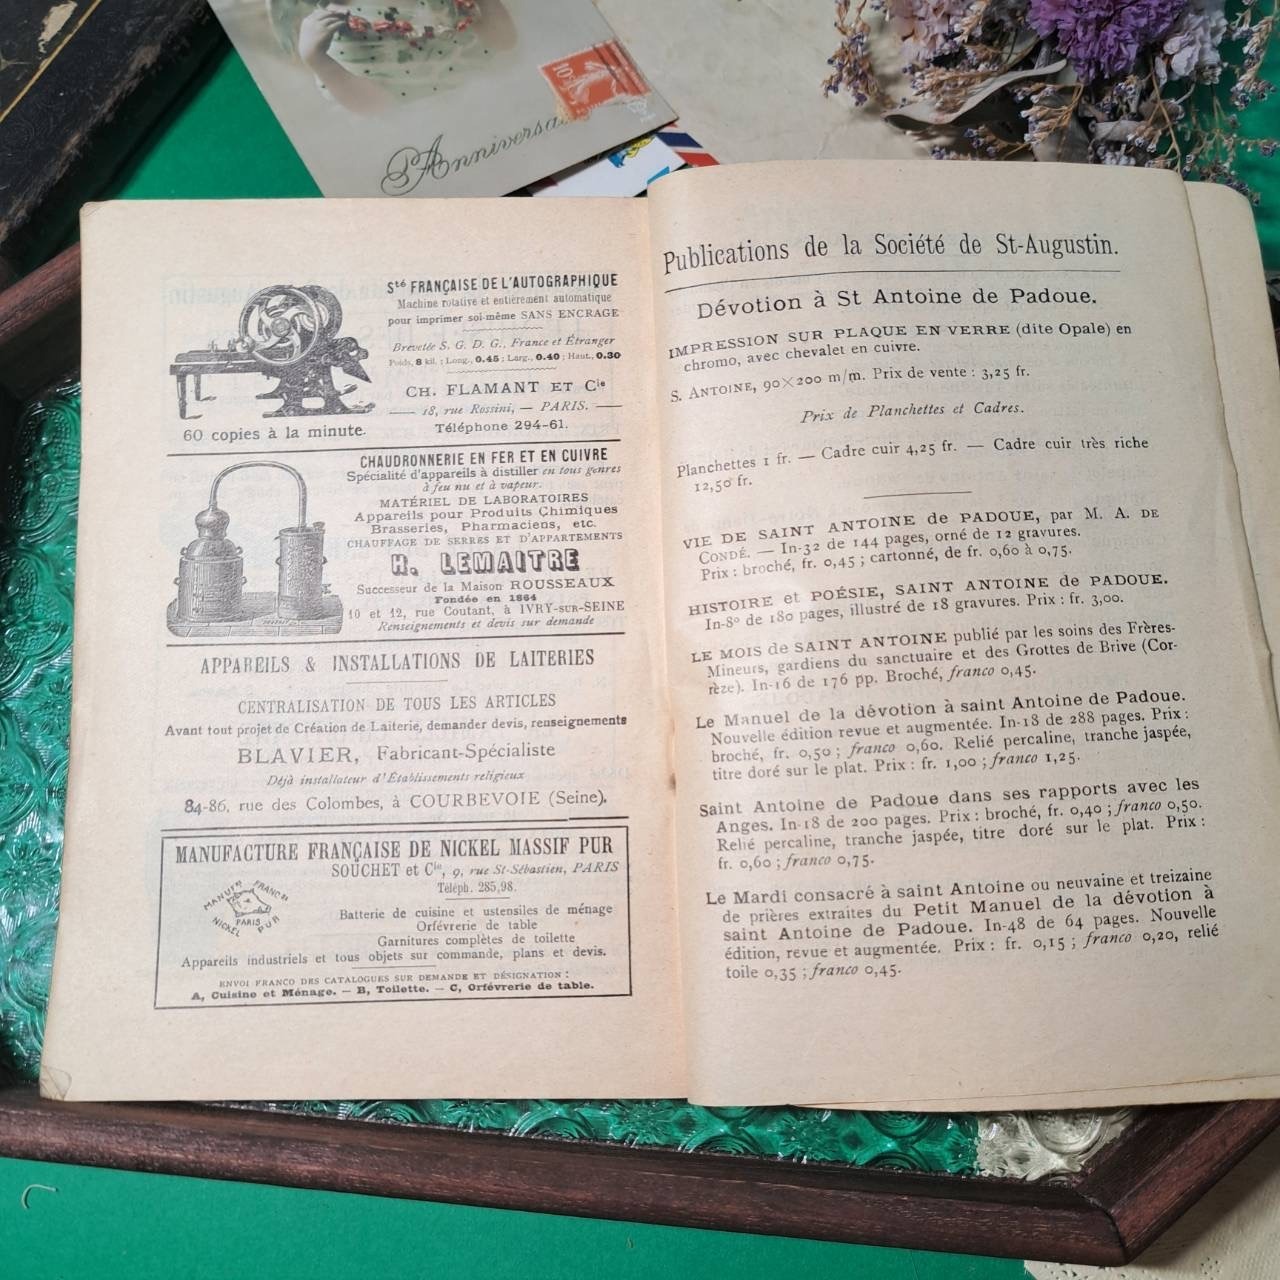 Anniversa
10
Sté FRANÇAISE DE L'AUTOGRAPHIQUE
Machine rotative et entièrement automatique
pour imprimer soi-même SANS ENCRAGE
Brevetée S. G. D. G., France et Étranger
Poids, 8 kil. ; Long., 0.45 ; Larg., 0.40 ; Haut., 0.30
CH. FLAMANT ET Cie
— 18, rue Rossini, — PARIS. —
Téléphone 294-61.
60 copies à la minute.
CHAUDRONNERIE EN FER ET EN CUIVRE
Spécialité d'appareils à distiller en tous genres
à feu nu et à vapeur.
MATÉRIEL DE LABORATOIRES
Appareils pour Produits Chimiques
Brasseries, Pharmaciens, etc.
CHAUFFAGE DE SERRES ET D'APPARTEMENTS
H. LEMAITRE
Successeur de la Maison ROUSSEAUX
Fondée en 1864
10 et 12, rue Coutant, à IVRY-SUR-SEINE
Renseignements et devis sur demande
APPAREILS & INSTALLATIONS DE LAITERIES
CENTRALISATION DE TOUS LES ARTICLES
Avant tout projet de Création de Laiterie, demander devis, renseignements
BLAVIER, Fabricant-Spécialiste
Déjà installateur d'Établissements religieux
84-86, rue des Colombes, à COURBEVOIE (Seine).
MANUFACTURE FRANÇAISE DE NICKEL MASSIF PUR
SOUCHET et Cie, 9, rue St-Sébastien, PARIS
Téléph. 285,98.
MANUFre FRANCse
PARIS
NICKEL PUR
Batterie de cuisine et ustensiles de ménage
Orfévrerie de table
Garnitures complètes de toilette
Appareils industriels et tous objets sur commande, plans et devis.
ENVOI FRANCO DES CATALOGUES SUR DEMANDE ET DÉSIGNATION :
A, Cuisine et Ménage. — B, Toilette. — C, Orfévrerie de table.
Publications de la Société de St-Augustin.
Dévotion à St Antoine de Padoue.
IMPRESSION SUR PLAQUE EN VERRE (dite Opale) en
chromo, avec chevalet en cuivre.
S. ANTOINE, 90×200 m/m. Prix de vente : 3,25 fr.
Prix de Planchettes et Cadres.
Planchettes 1 fr. — Cadre cuir 4,25 fr. — Cadre cuir très riche
12,50 fr.
VIE DE SAINT ANTOINE de PADOUE, par M. A. DE
CONDÉ. — In-32 de 144 pages, orné de 12 gravures.
Prix : broché, fr. 0,45 ; cartonné, de fr. 0,60 à 0,75.
HISTOIRE et POÉSIE, SAINT ANTOINE de PADOUE.
In-8° de 180 pages, illustré de 18 gravures. Prix : fr. 3,00.
LE MOIS de SAINT ANTOINE publié par les soins des Frères-
Mineurs, gardiens du sanctuaire et des Grottes de Brive (Cor-
rèze). In-16 de 176 pp. Broché, franco 0,45.
Le Manuel de la dévotion à saint Antoine de Padoue.
Nouvelle édition revue et augmentée. In-18 de 288 pages. Prix :
broché, fr. 0,50 ; franco 0,60. Relié percaline, tranche jaspée,
titre doré sur le plat. Prix : fr. 1,00 ; franco 1,25.
Saint Antoine de Padoue dans ses rapports avec les
Anges. In-18 de 200 pages. Prix : broché, fr. 0,40 ; franco 0,50.
Relié percaline, tranche jaspée, titre doré sur le plat. Prix :
fr. 0,60 ; franco 0,75.
Le Mardi consacré à saint Antoine ou neuvaine et treizaine
de prières extraites du Petit Manuel de la dévotion à
saint Antoine de Padoue. In-48 de 64 pages. Nouvelle
édition, revue et augmentée. Prix : fr. 0,15 ; franco 0,20, relié
toile 0,35 ; franco 0,45.